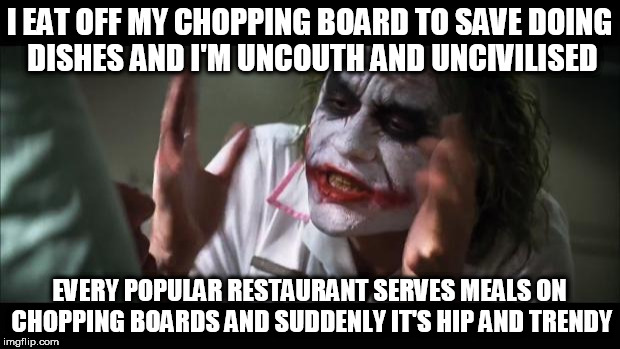 I EAT OFF MY CHOPPING BOARD TO SAVE DOING
DISHES AND I'M UNCOUTH AND UNCIVILISED
EVERY POPULAR RESTAURANT SERVES MEALS ON
CHOPPING BOARDS AND SUDDENLY IT'S HIP AND TRENDY
imgflip.com